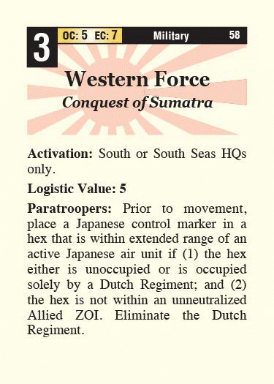 3 OC: 5 EC: 7 Military 58
Western Force
Conquest of Sumatra
Activation: South or South Seas HQs
only.
Logistic Value: 5
Paratroopers: Prior to movement,
place a Japanese control marker in a
hex that is within extended range of an
active Japanese air unit if (1) the hex
either is unoccupied or is occupied
solely by a Dutch Regiment; and (2)
the hex is not within an unneutralized
Allied ZOI. Eliminate the Dutch
Regiment.